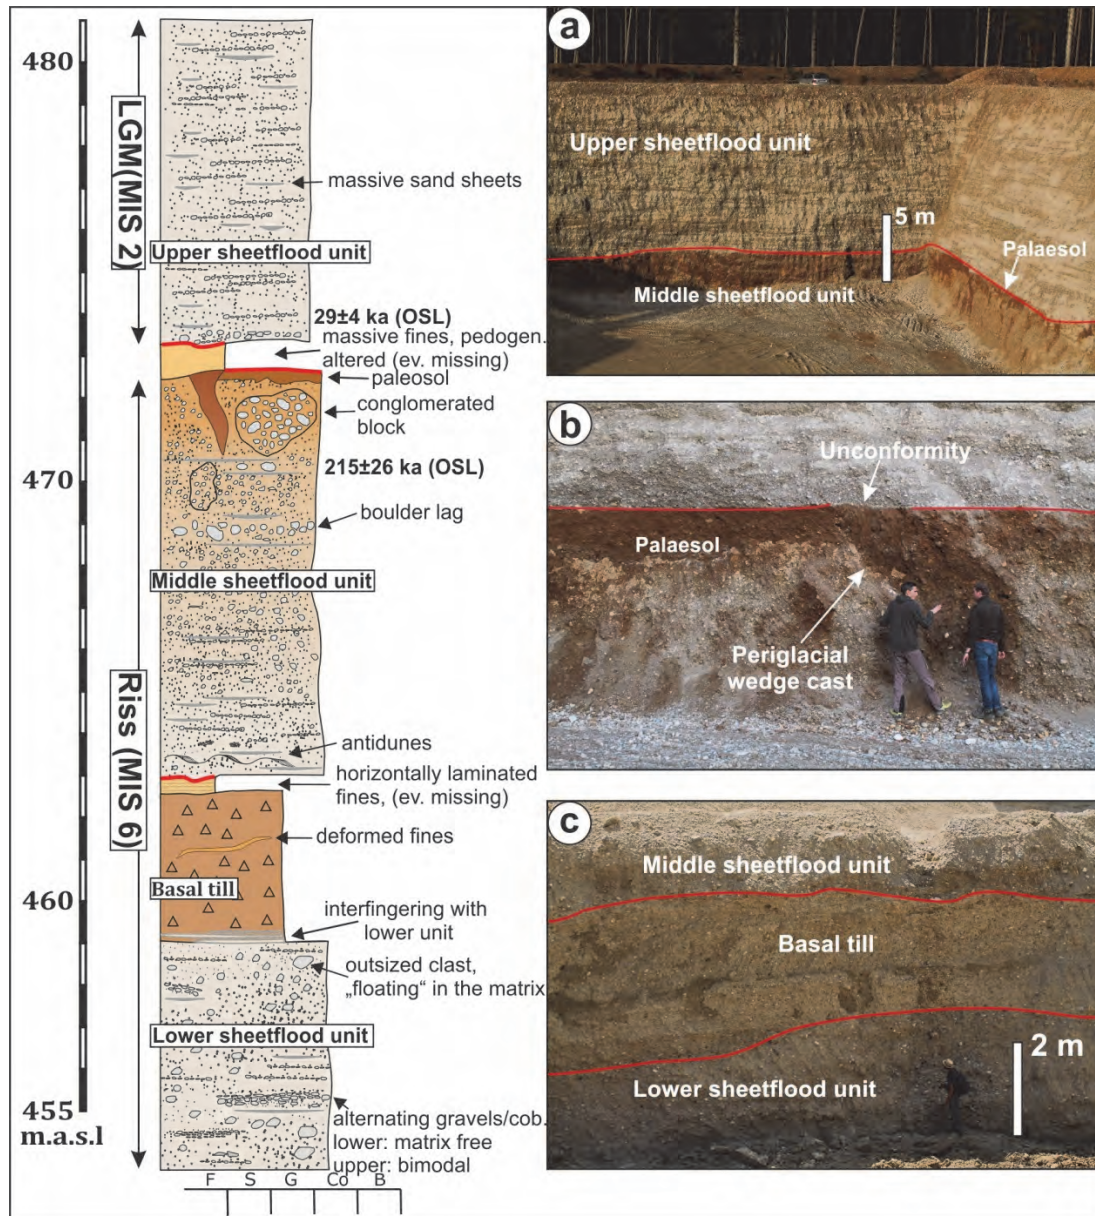 480
470
460
455
m.a.s.l
LGM(MIS 2)
Riss (MIS 6)
massive sand sheets
Upper sheetflood unit
29±4 ka (OSL)
massive fines, pedogen.
altered (ev. missing)
paleosol
conglomerated
block
215±26 ka (OSL)
boulder lag
Middle sheetflood unit
antidunes
horizontally laminated
fines, (ev. missing)
deformed fines
Basal till
interfingering with
lower unit
outsized clast,
„floating“ in the matrix
Lower sheetflood unit
alternating gravels/cob.
lower: matrix free
upper: bimodal
F S G Co B
a
Upper sheetflood unit
5 m
Palaesol
Middle sheetflood unit
b
Unconformity
Palaesol
Periglacial
wedge cast
c
Middle sheetflood unit
Basal till
2 m
Lower sheetflood unit